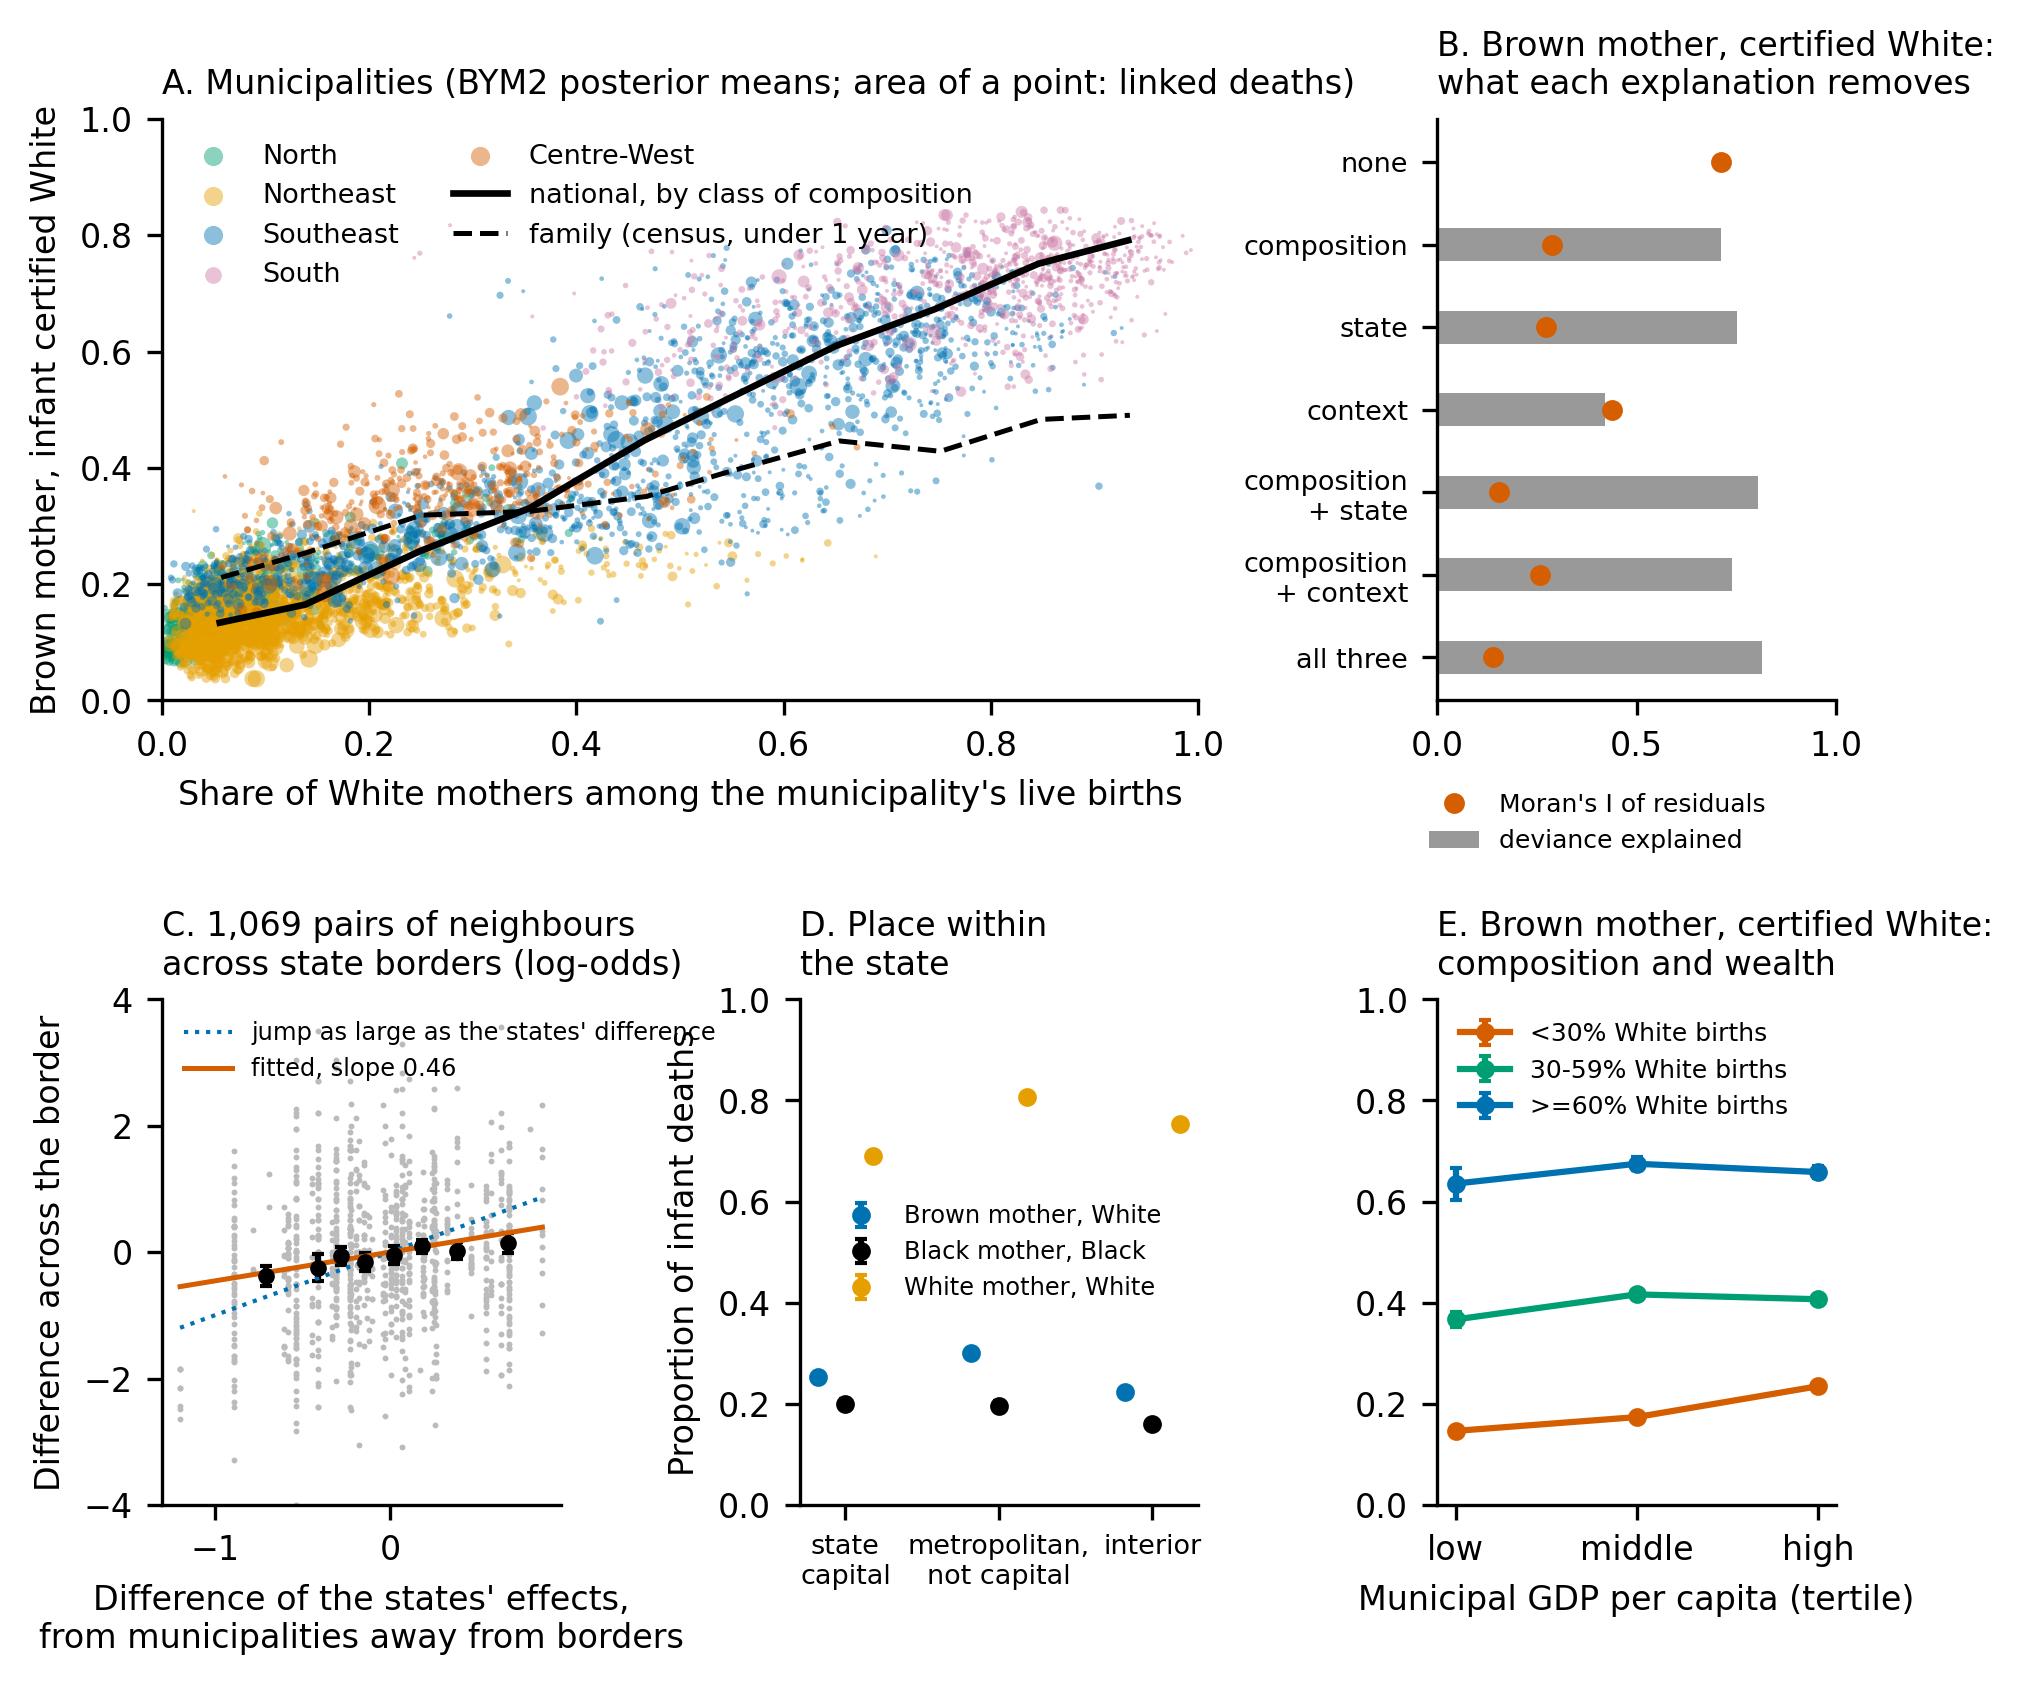 A. Municipalities (BYM2 posterior means; area of a point: linked deaths)
Brown mother, infant certified White
1.0
0.8
0.6
0.4
0.2
0.0
North
Northeast
Southeast
South
Centre-West
national, by class of composition
family (census, under 1 year)
0.0 0.2 0.4 0.6 0.8 1.0
Share of White mothers among the municipality's live births
B. Brown mother, certified White:
what each explanation removes
none
composition
state
context
composition
+ state
composition
+ context
all three
0.0 0.5 1.0
Moran's I of residuals
deviance explained
C. 1,069 pairs of neighbours
across state borders (log-odds)
Difference across the border
4
2
0
−2
−4
jump as large as the states' difference
fitted, slope 0.46
−1 0
Difference of the states' effects,
from municipalities away from borders
D. Place within
the state
Proportion of infant deaths
1.0
0.8
0.6
0.4
0.2
0.0
Brown mother, White
Black mother, Black
White mother, White
state
capital
metropolitan,
not capital
interior
E. Brown mother, certified White:
composition and wealth
1.0
0.8
0.6
0.4
0.2
0.0
<30% White births
30-59% White births
>=60% White births
low middle high
Municipal GDP per capita (tertile)